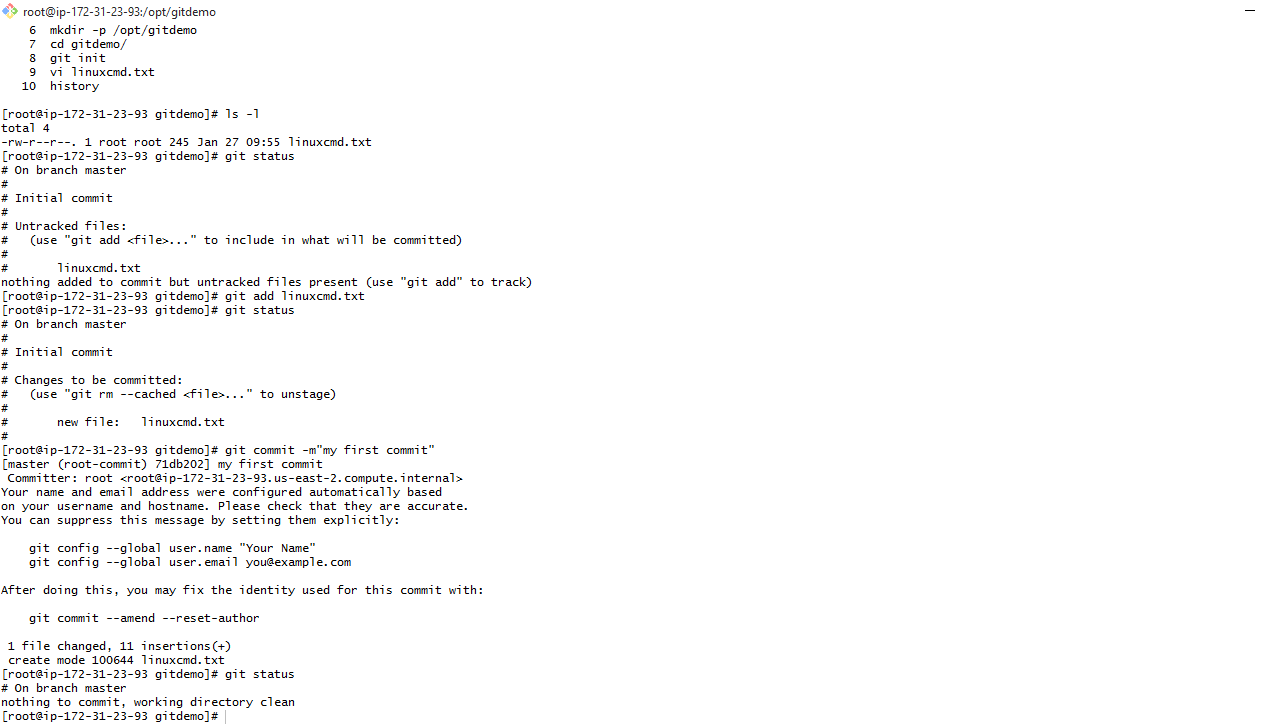 root@ip-172-31-23-93:/opt/gitdemo
    6  mkdir -p /opt/gitdemo
    7  cd gitdemo/
    8  git init
    9  vi linuxcmd.txt
   10  history
[root@ip-172-31-23-93 gitdemo]# ls -l
total 4
-rw-r--r--. 1 root root 245 Jan 27 09:55 linuxcmd.txt
[root@ip-172-31-23-93 gitdemo]# git status
# On branch master
#
# Initial commit
#
# Untracked files:
#   (use "git add <file>..." to include in what will be committed)
#
#       linuxcmd.txt
nothing added to commit but untracked files present (use "git add" to track)
[root@ip-172-31-23-93 gitdemo]# git add linuxcmd.txt
[root@ip-172-31-23-93 gitdemo]# git status
# On branch master
#
# Initial commit
#
# Changes to be committed:
#   (use "git rm --cached <file>..." to unstage)
#
#       new file:   linuxcmd.txt
#
[root@ip-172-31-23-93 gitdemo]# git commit -m"my first commit"
[master (root-commit) 71db202] my first commit
 Committer: root <root@ip-172-31-23-93.us-east-2.compute.internal>
Your name and email address were configured automatically based
on your username and hostname. Please check that they are accurate.
You can suppress this message by setting them explicitly:
    git config --global user.name "Your Name"
    git config --global user.email you@example.com
After doing this, you may fix the identity used for this commit with:
    git commit --amend --reset-author
 1 file changed, 11 insertions(+)
 create mode 100644 linuxcmd.txt
[root@ip-172-31-23-93 gitdemo]# git status
# On branch master
nothing to commit, working directory clean
[root@ip-172-31-23-93 gitdemo]#